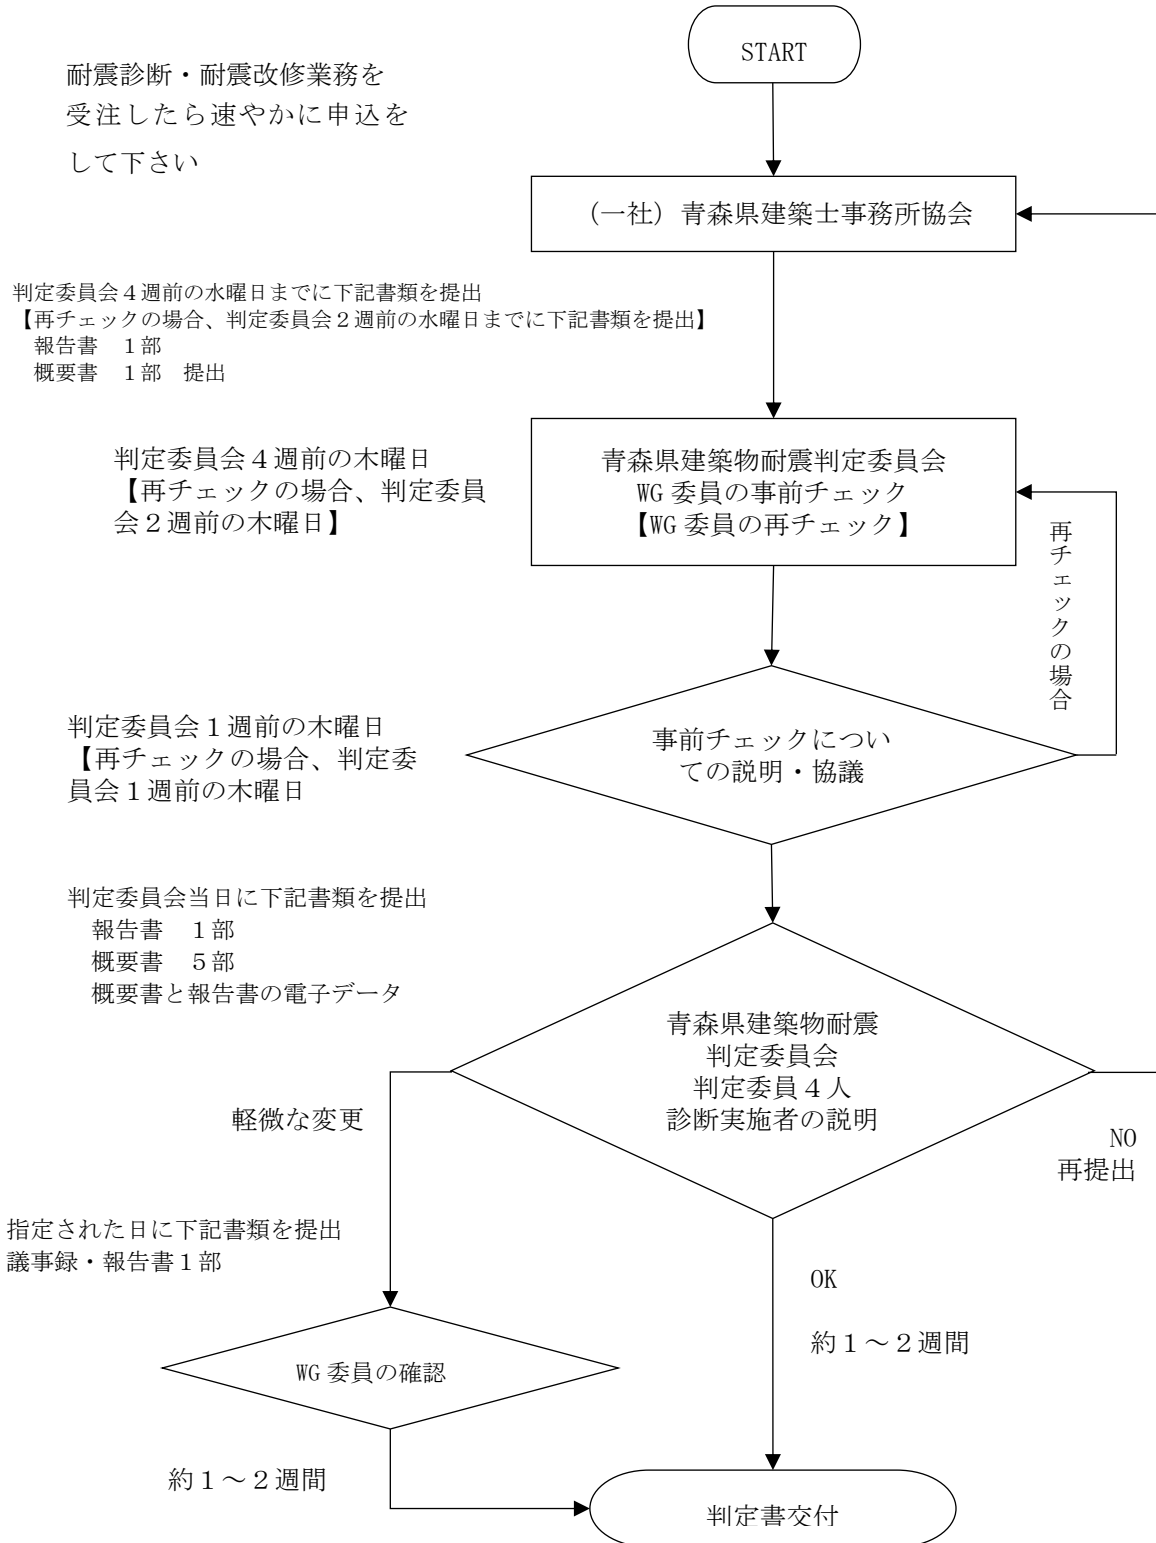 START
耐震診断・耐震改修業務を
受注したら速やかに申込を
して下さい
（一社）青森県建築士事務所協会
判定委員会４週前の水曜日までに下記書類を提出
【再チェックの場合、判定委員会２週前の水曜日までに下記書類を提出】
報告書　１部
概要書　１部　提出
判定委員会４週前の木曜日
【再チェックの場合、判定委員
会２週前の木曜日】
青森県建築物耐震判定委員会
WG 委員の事前チェック
【WG 委員の再チェック】
再チェックの場合
判定委員会１週前の木曜日
【再チェックの場合、判定委
員会１週前の木曜日
事前チェックについ
ての説明・協議
判定委員会当日に下記書類を提出
報告書　１部
概要書　５部
概要書と報告書の電子データ
青森県建築物耐震
判定委員会
判定委員４人
診断実施者の説明
軽微な変更
NO
再提出
指定された日に下記書類を提出
議事録・報告書１部
OK
約１～２週間
WG 委員の確認
約１～２週間
判定書交付